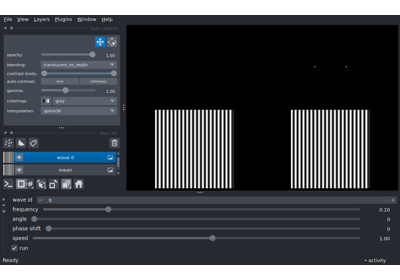 File View Layers Plugins Window Help
opacity: 1.00
blending: translucent_no_depth
contrast limits:
auto-contrast: once continuous
gamma: 1.00
colormap: gray
interpolation: spline36
wave 0
mean
wave id 0
frequency 0.20
angle 0
phase shift 0
speed 1.00
run
Ready activity